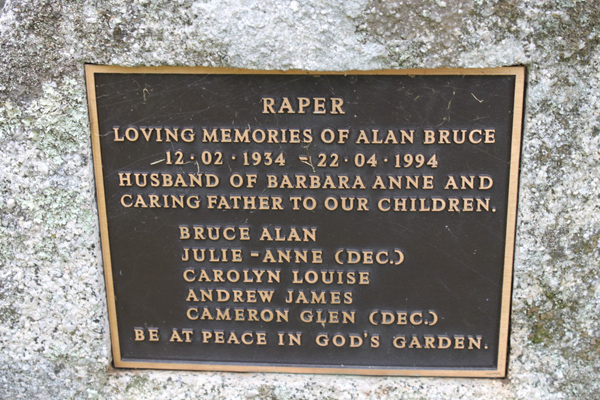 RAPER
LOVING MEMORIES OF ALAN BRUCE
12·02·1934 - 22·04·1994
HUSBAND OF BARBARA ANNE AND
CARING FATHER TO OUR CHILDREN.
BRUCE ALAN
JULIE-ANNE (DEC.)
CAROLYN LOUISE
ANDREW JAMES
CAMERON GLEN (DEC.)
BE AT PEACE IN GOD'S GARDEN.